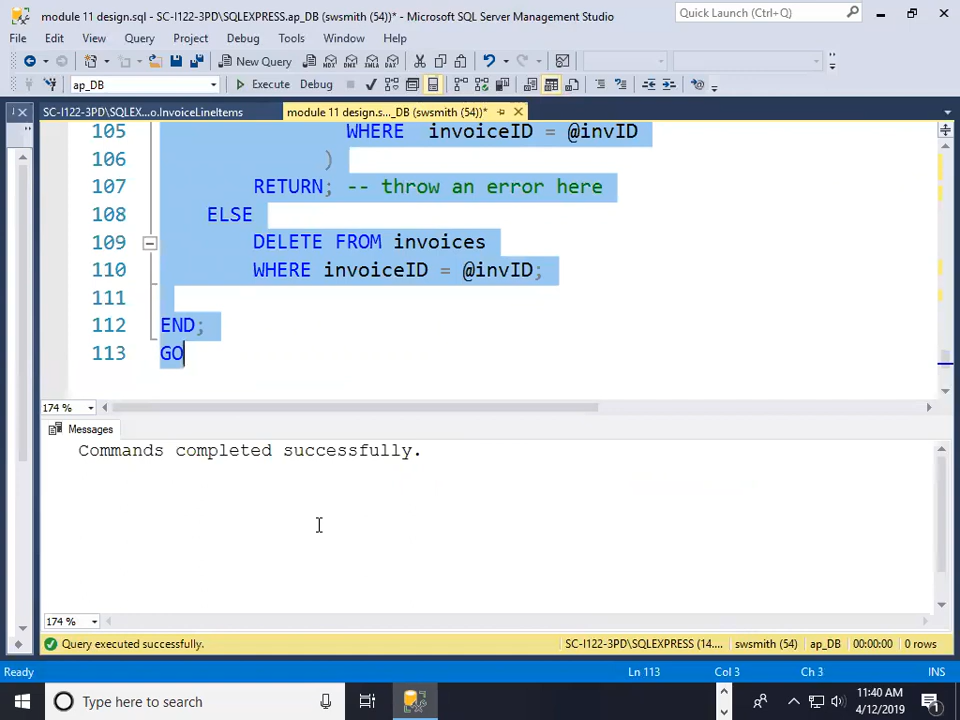 module 11 design.sql - SC-I122-3PD\SQLEXPRESS.ap_DB (swsmith (54))* - Microsoft SQL Server Management Studio
Quick Launch (Ctrl+Q)
File Edit View Query Project Debug Tools Window Help
New Query
ap_DB
Execute Debug
SC-I122-3PD\SQLEX...o.InvoiceLineItems
module 11 design.s..._DB (swsmith (54))*
105 WHERE invoiceID = @invID
106 )
107 RETURN; -- throw an error here
108 ELSE
109 DELETE FROM invoices
110 WHERE invoiceID = @invID;
111
112 END;
113 GO
174 %
Messages
Commands completed successfully.
174 %
Query executed successfully. SC-I122-3PD\SQLEXPRESS (14.... swsmith (54) ap_DB 00:00:00 0 rows
Ready Ln 113 Col 3 Ch 3 INS
Type here to search
11:40 AM
4/12/2019
1